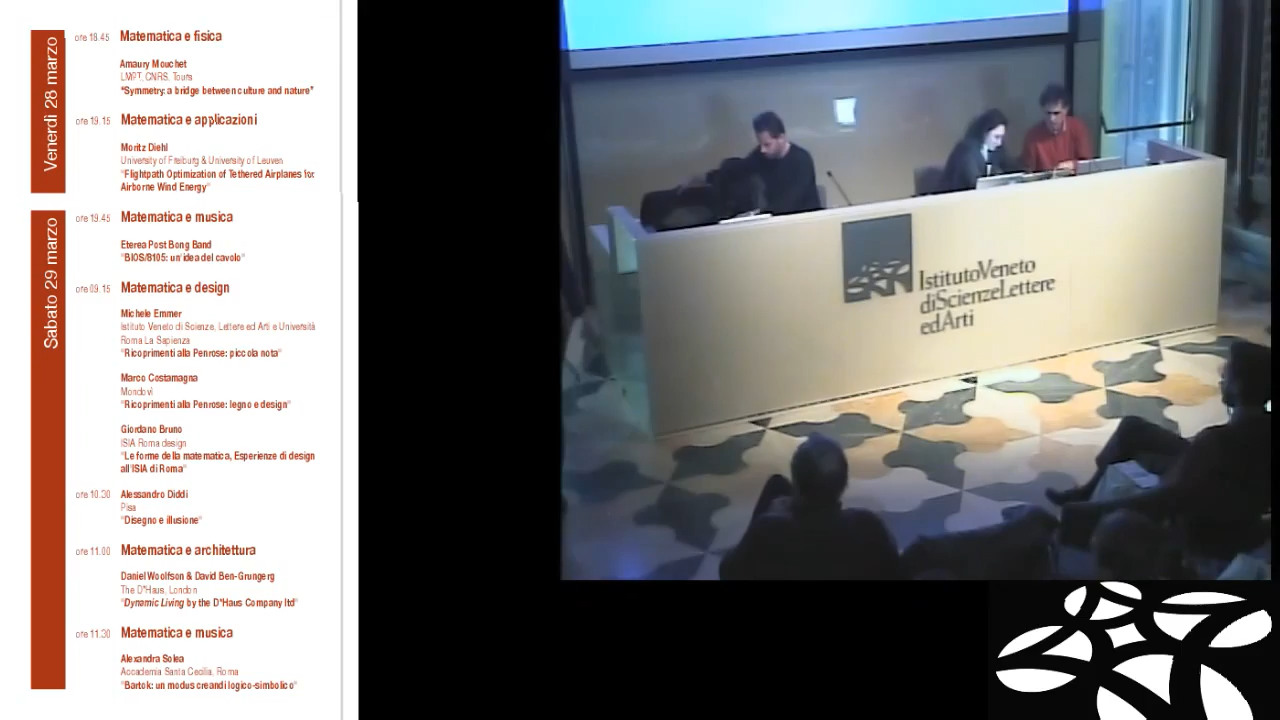 Venerdì 28 marzo
ore 18.45 Matematica e fisica
Amaury Mouchet
LMPT, CNRS, Tours
"Symmetry: a bridge between culture and nature"
ore 19.15 Matematica e applicazioni
Moritz Diehl
University of Freiburg & University of Leuven
"Flightpath Optimization of Tethered Airplanes for
Airborne Wind Energy"
Sabato 29 marzo
ore 19.45 Matematica e musica
Eterea Post Bong Band
"BIOS/8105: un'idea del cavolo"
ore 09.15 Matematica e design
Michele Emmer
Istituto Veneto di Scienze, Lettere ed Arti e Università
Roma La Sapienza
"Ricoprimenti alla Penrose: piccola nota"
Marco Costamagna
Mondovì
"Ricoprimenti alla Penrose: legno e design"
Giordano Bruno
ISIA Roma design
"Le forme della matematica, Esperienze di design
all'ISIA di Roma"
ore 10.30 Alessandro Diddi
Pisa
"Disegno e illusione"
ore 11.00 Matematica e architettura
Daniel Woolfson & David Ben-Grungerg
The D*Haus, London
"Dynamic Living by the D*Haus Company ltd"
ore 11.30 Matematica e musica
Alexandra Solea
Accademia Santa Cecilia, Roma
"Bartok: un modus creandi logico-simbolico"
IstitutoVeneto
diScienzeLettere
edArti